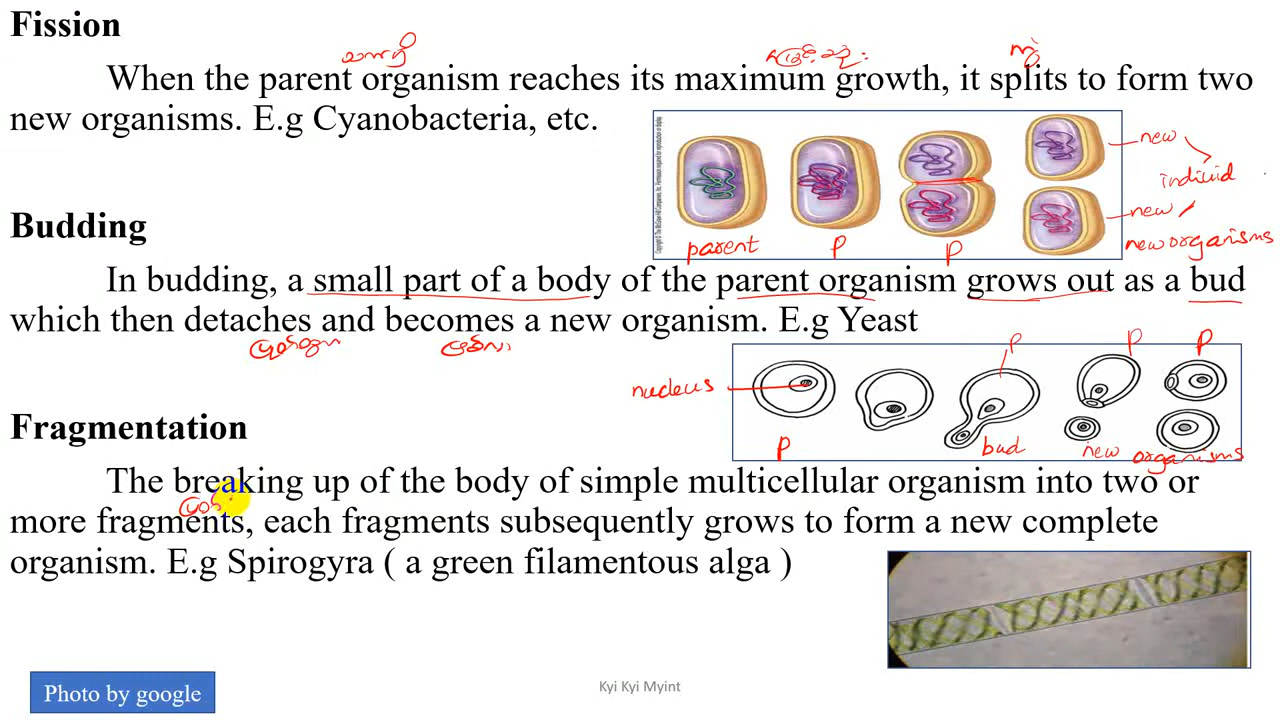 Fission
When the parent organism reaches its maximum growth, it splits to form two
new organisms. E.g Cyanobacteria, etc.
new
individ
new
new organisms
parent
P
P
Budding
In budding, a small part of a body of the parent organism grows out as a bud
which then detaches and becomes a new organism. E.g Yeast
P
P
P
nucleus
P
bud
new organisms
Fragmentation
The breaking up of the body of simple multicellular organism into two or
more fragments, each fragments subsequently grows to form a new complete
organism. E.g Spirogyra ( a green filamentous alga )
Photo by google
Kyi Kyi Myint